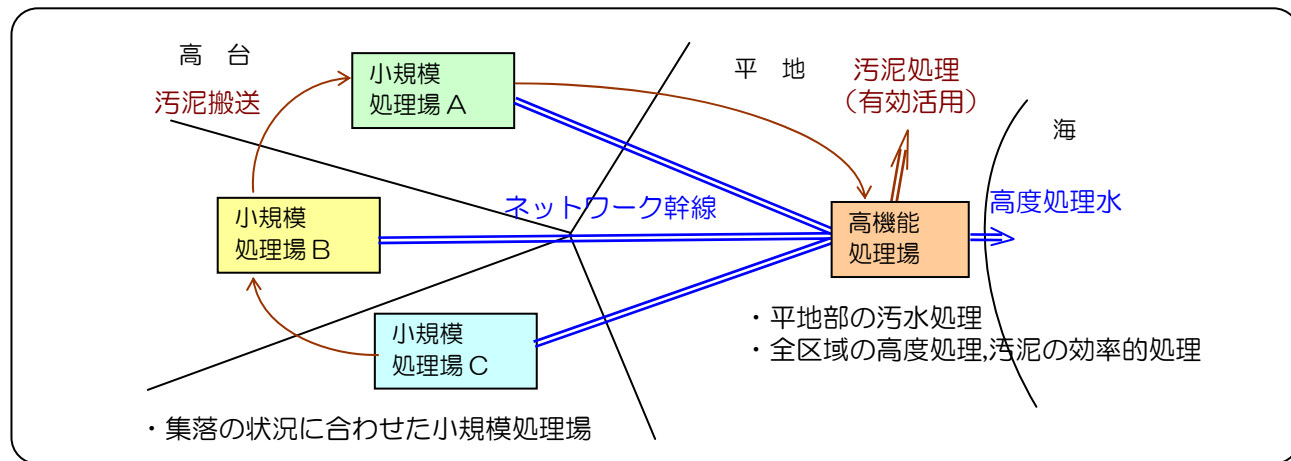 高　台
汚泥搬送
小規模
処理場A
平　地
汚泥処理
（有効活用）
海
小規模
処理場B
ネットワーク幹線
高機能
処理場
高度処理水
小規模
処理場C
・平地部の汚水処理
・全区域の高度処理,汚泥の効率的処理
・集落の状況に合わせた小規模処理場